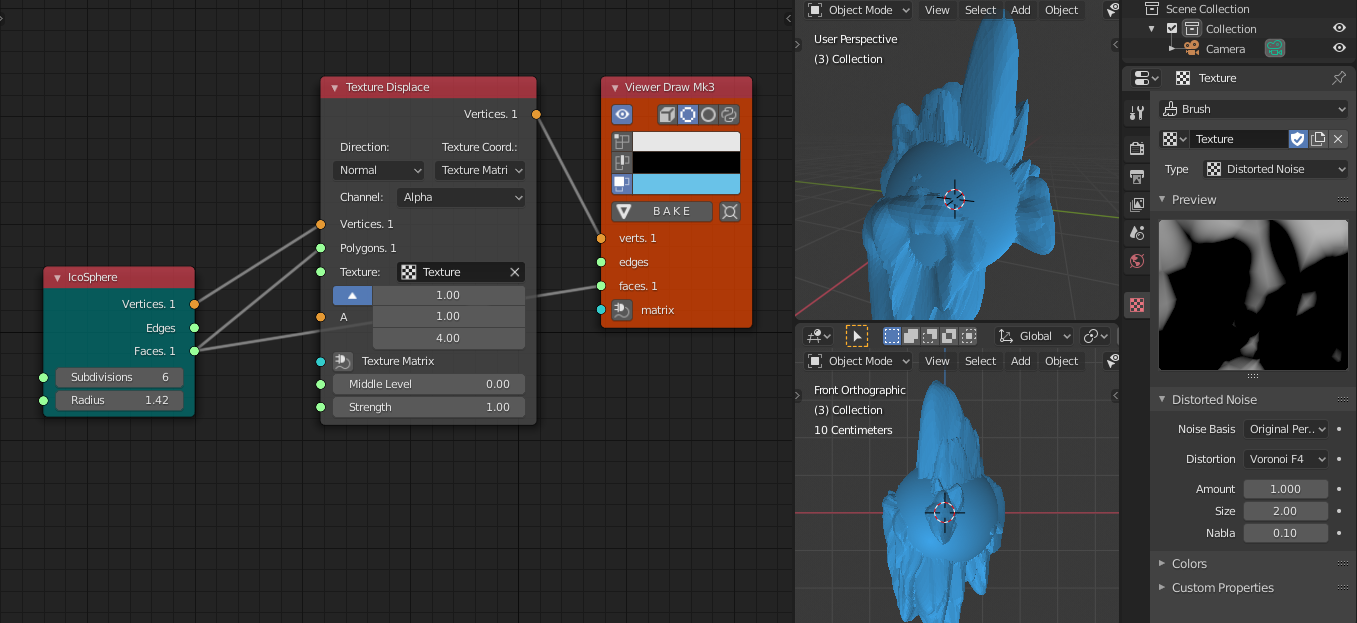 IcoSphere
Vertices. 1
Edges
Faces. 1
Subdivisions 6
Radius 1.42
Texture Displace
Vertices. 1
Direction: Texture Coord.:
Normal Texture Matri
Channel: Alpha
Vertices. 1
Polygons. 1
Texture: Texture
1.00
A 1.00
4.00
Texture Matrix
Middle Level 0.00
Strength 1.00
Viewer Draw Mk3
BAKE
verts. 1
edges
faces. 1
matrix
Object Mode View Select Add Object
User Perspective
(3) Collection
Global
Object Mode View Select Add Object
Front Orthographic
(3) Collection
10 Centimeters
Scene Collection
Collection
Camera
Texture
Brush
Texture
Type Distorted Noise
Preview
Distorted Noise
Noise Basis Original Per..
Distortion Voronoi F4
Amount 1.000
Size 2.00
Nabla 0.10
Colors
Custom Properties